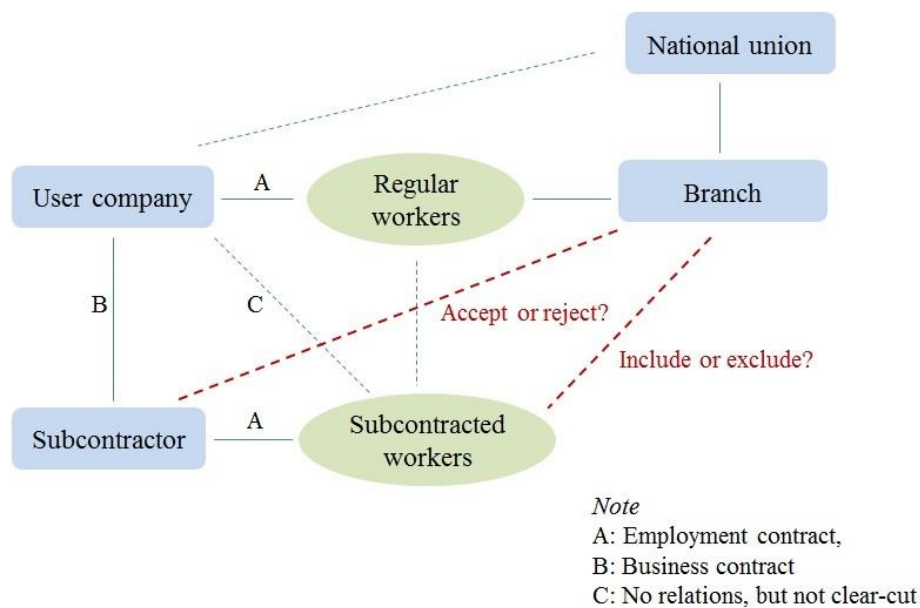 National union
User company
A
Regular
workers
Branch
B
C
Accept or reject?
Include or exclude?
Subcontractor
A
Subcontracted
workers
Note
A: Employment contract,
B: Business contract
C: No relations, but not clear-cut